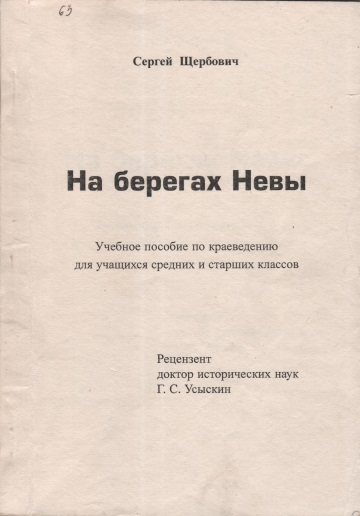 63
Сергей Щербович
На берегах Невы
Учебное пособие по краеведению
для учащихся средних и старших классов
Рецензент
доктор исторических наук
Г. С. Усыскин